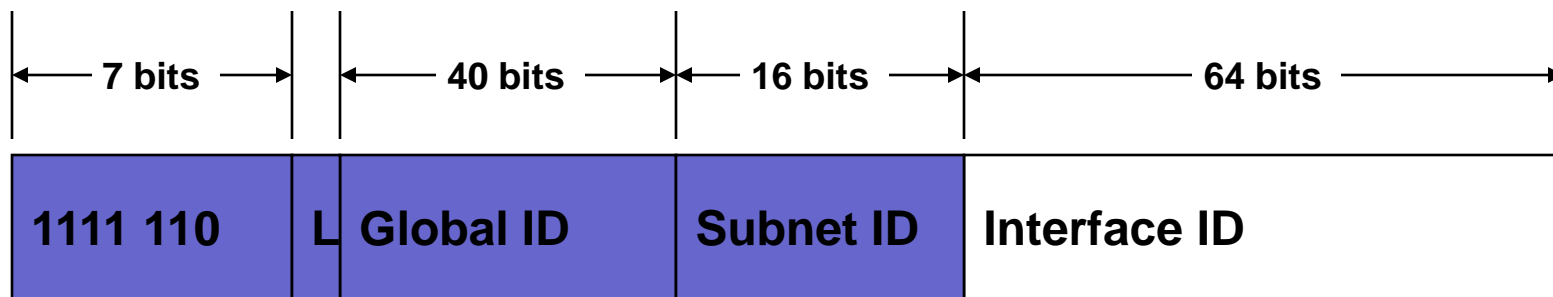 7 bits 40 bits 16 bits 64 bits
1111 110 L Global ID Subnet ID Interface ID